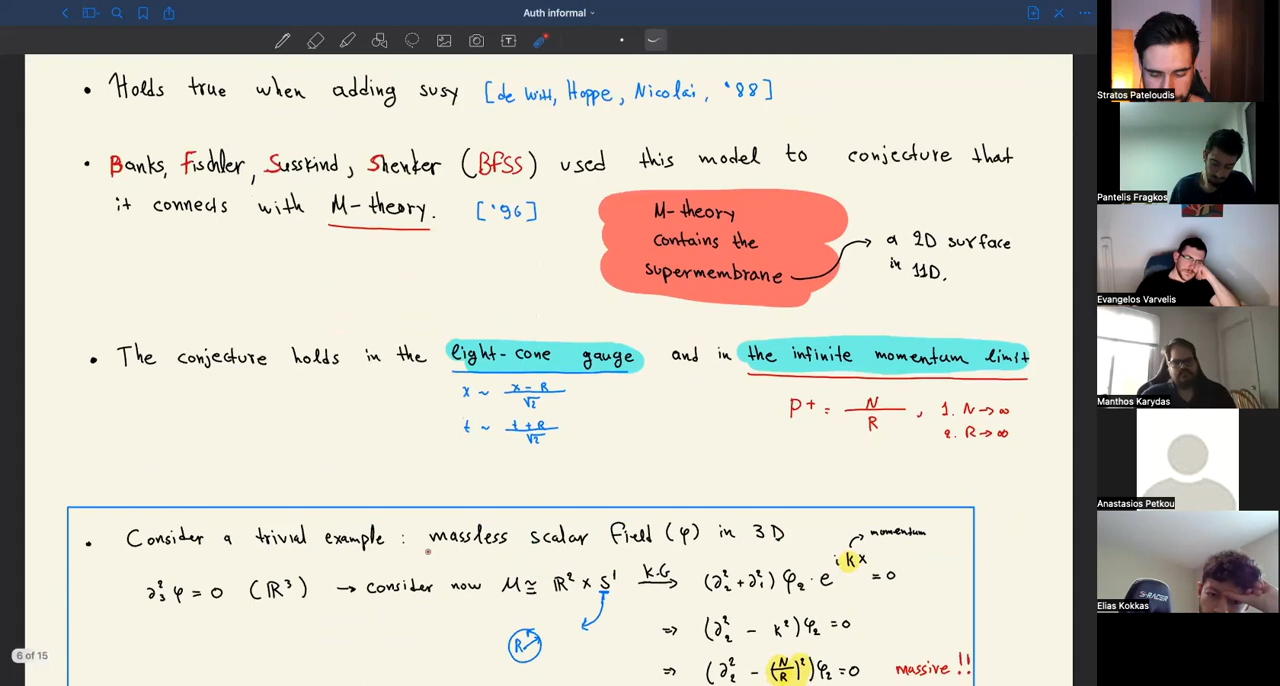 Auth informal
• Holds true when adding susy [de Witt, Hoppe, Nicolai, '88]
• Banks, Fischler, Susskind, Shenker (BFSS) used this model to conjecture that
it connects with M-theory. ['96]
M-theory
contains the
supermembrane
a 2D surface
in 11D.
• The conjecture holds in the light-cone gauge and in the infinite momentum limit
x ~ x - R / √2
t ~ t + R / √2
P+ = N / R , 1. N → ∞
2. R → ∞
• Consider a trivial example : massless scalar field (φ) in 3D
momentum
∂₃² φ = 0 (ℝ³) → consider now M ≅ ℝ² × S¹ K.G → (∂₂² + ∂₁²) φ₂ · e^{ikx} = 0
R
⇒ (∂₂² - k²) φ₂ = 0
⇒ (∂₂² - (N/R)²) φ₂ = 0 massive !!
6 of 15
Stratos Pateloudis
Pantelis Fragkos
Evangelos Varvelis
Manthos Karydas
Anastasios Petkou
Elias Kokkas
S-RACER